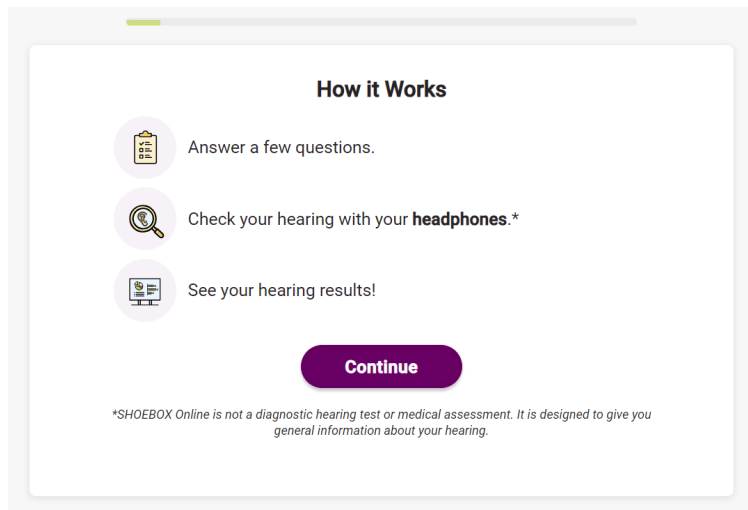 How it Works
Answer a few questions.
Check your hearing with your headphones.*
See your hearing results!
Continue
*SHOEBOX Online is not a diagnostic hearing test or medical assessment. It is designed to give you
general information about your hearing.